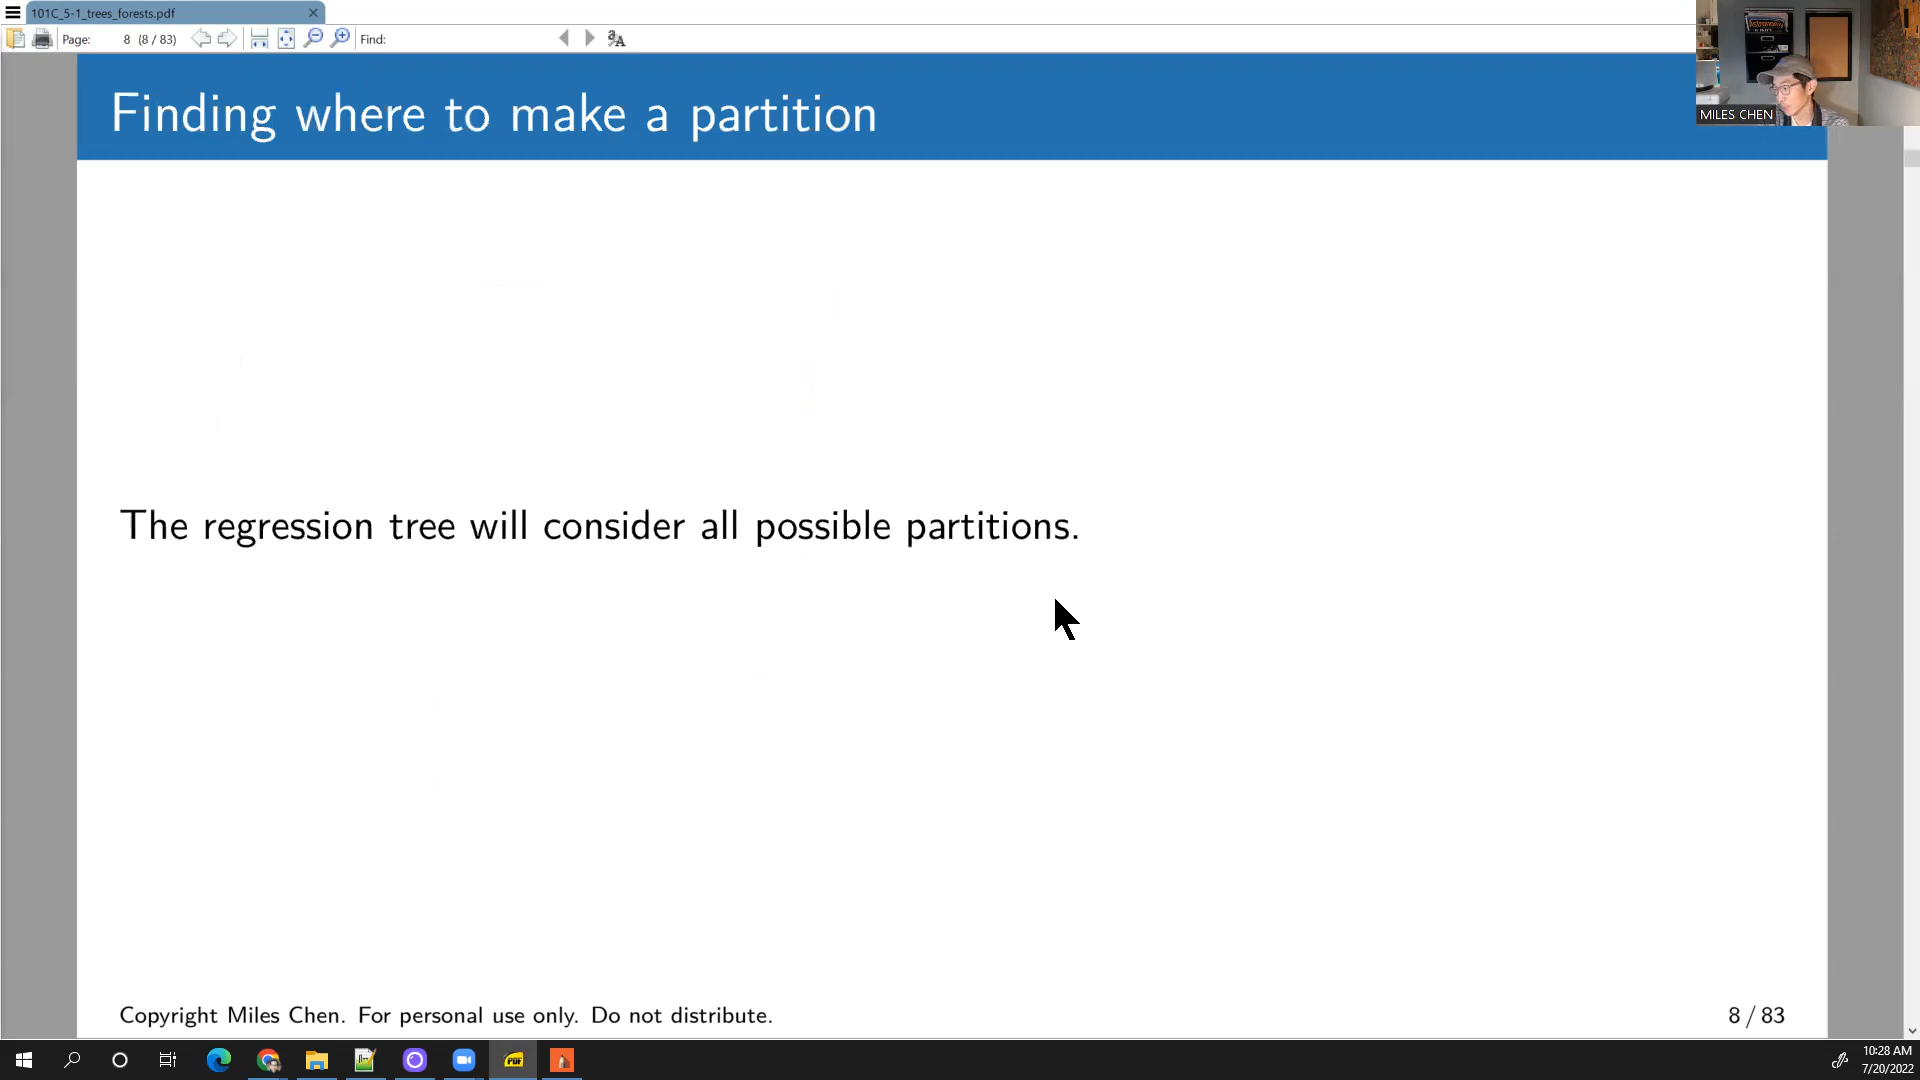 101C_5-1_trees_forests.pdf
Page: 8 (8 / 83) Find:
MILES CHEN
Finding where to make a partition
The regression tree will consider all possible partitions.
Copyright Miles Chen. For personal use only. Do not distribute.
8 / 83
PDF
10:28 AM
7/20/2022